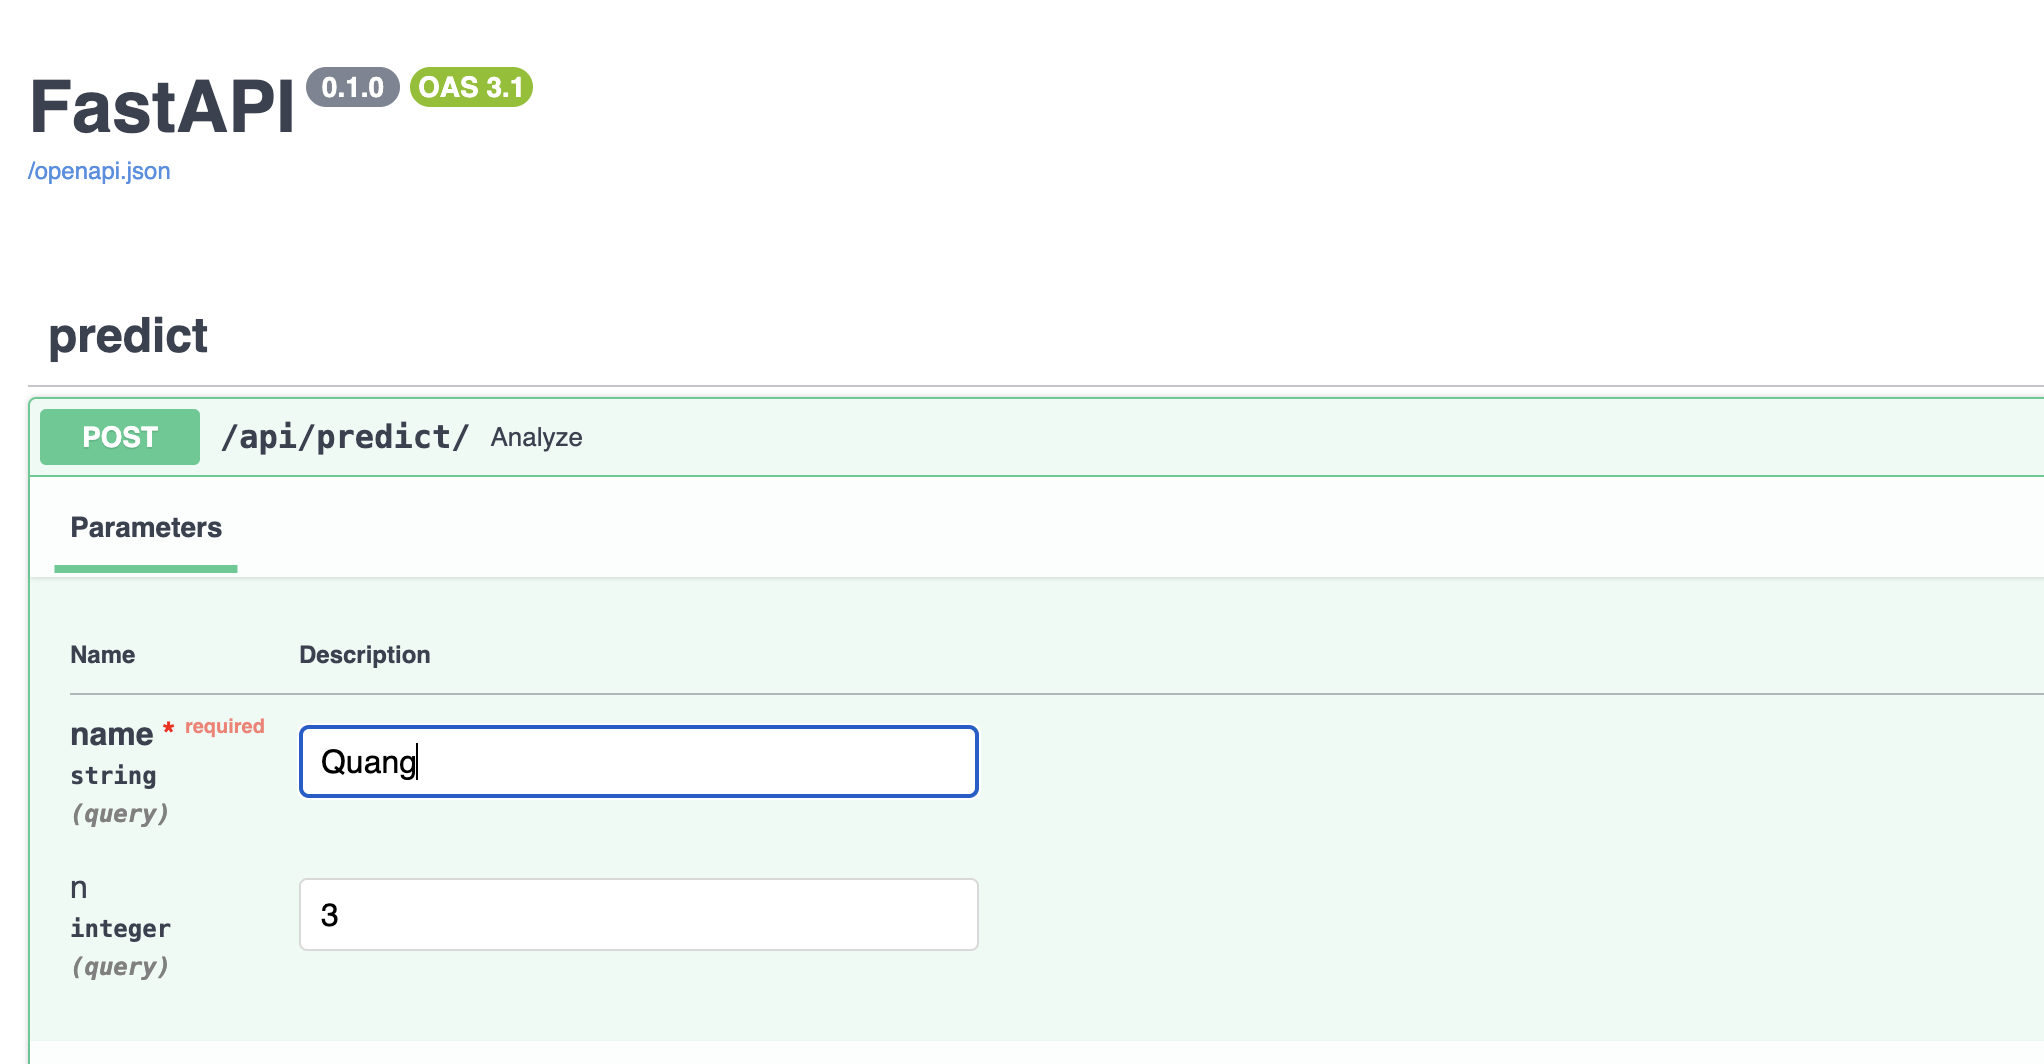 FastAPI 0.1.0 OAS 3.1
/openapi.json
predict
POST /api/predict/ Analyze
Parameters
Name Description
name * required
string
(query)
Quang
n
integer
(query)
3